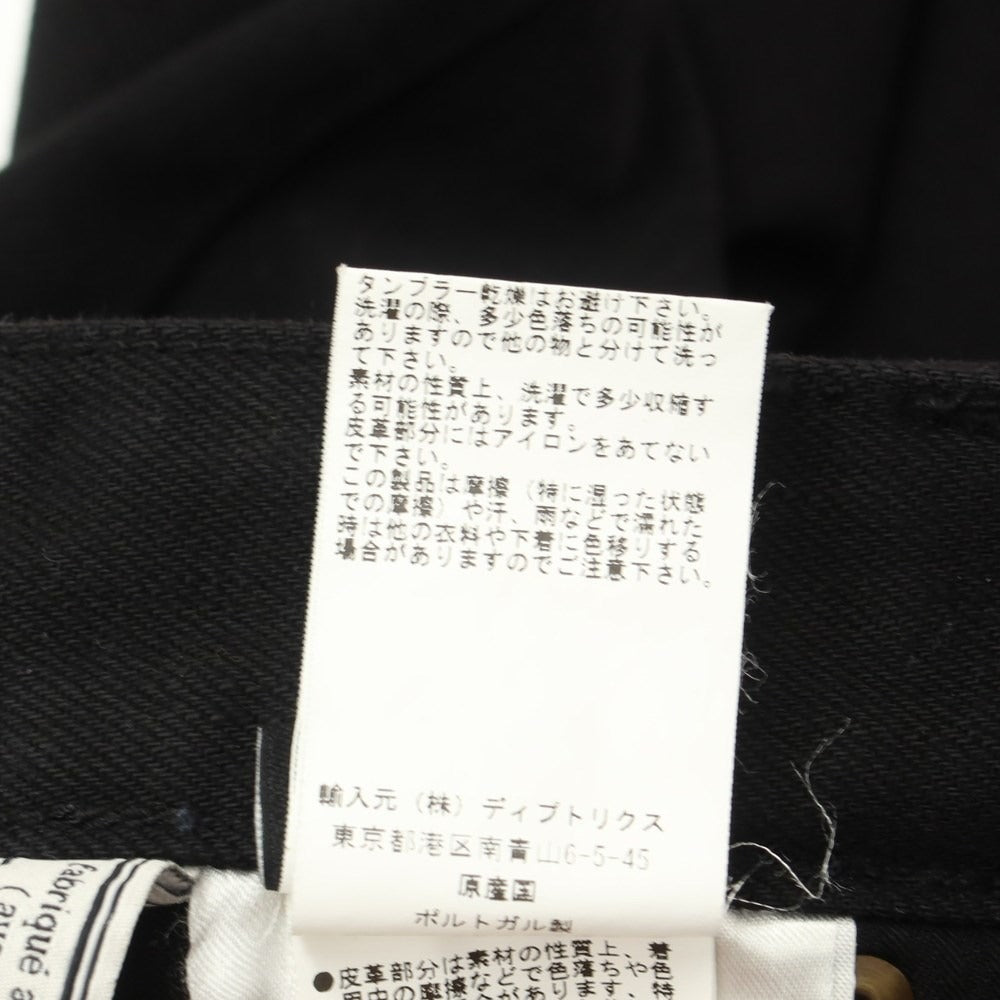 タンブラー乾燥はお避け下さい。
洗濯の際、多少色落ちの可能性が
ありますので他の物と分けて洗っ
て下さい。
素材の性質上、洗濯で多少収縮す
る可能性があります。
皮革部分にはアイロンをあてない
で下さい。
この製品は摩擦（特に湿った状態
での摩擦）や汗、雨などで濡れた
時は他の衣料や下着に色移りする
場合がありますのでご注意下さい。
輸入元（株）ディプトリクス
東京都港区南青山6-5-45
原産国
ポルトガル製
●皮革部分は素材の性質上、着
摩擦などで色落ちや色
fabriqué a